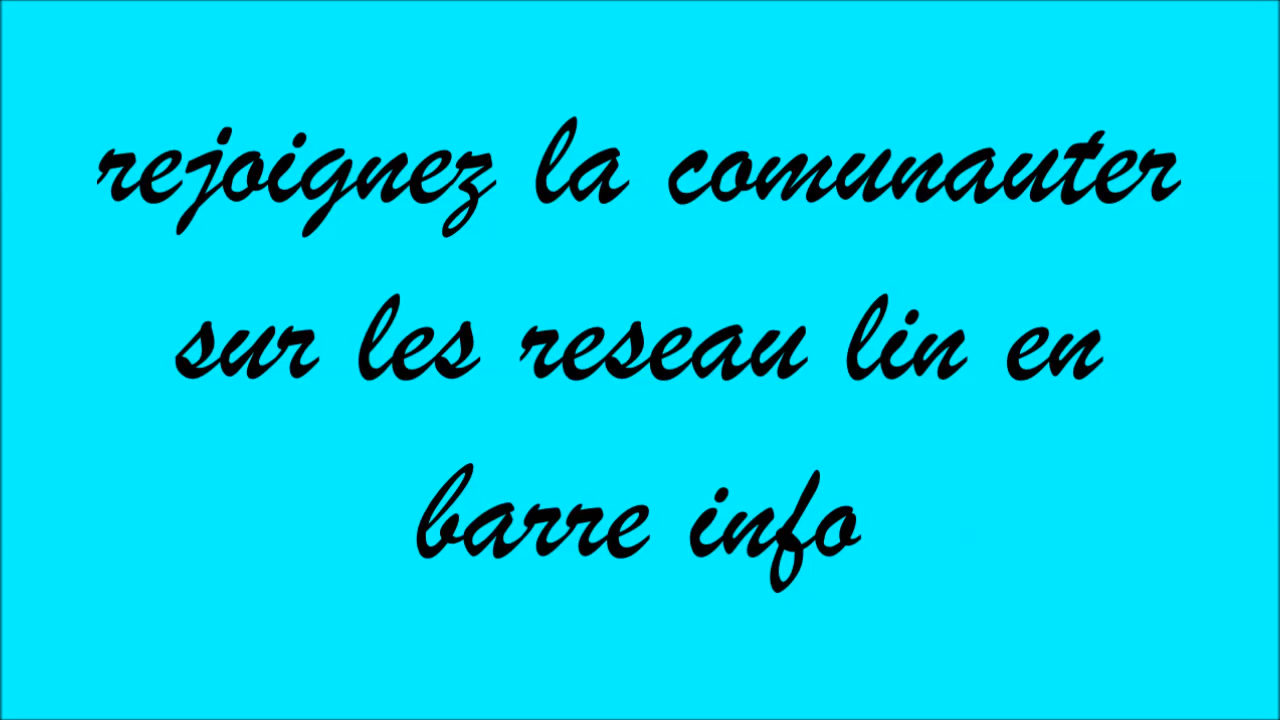 rejoignez la comunauter
sur les reseau lin en
barre info